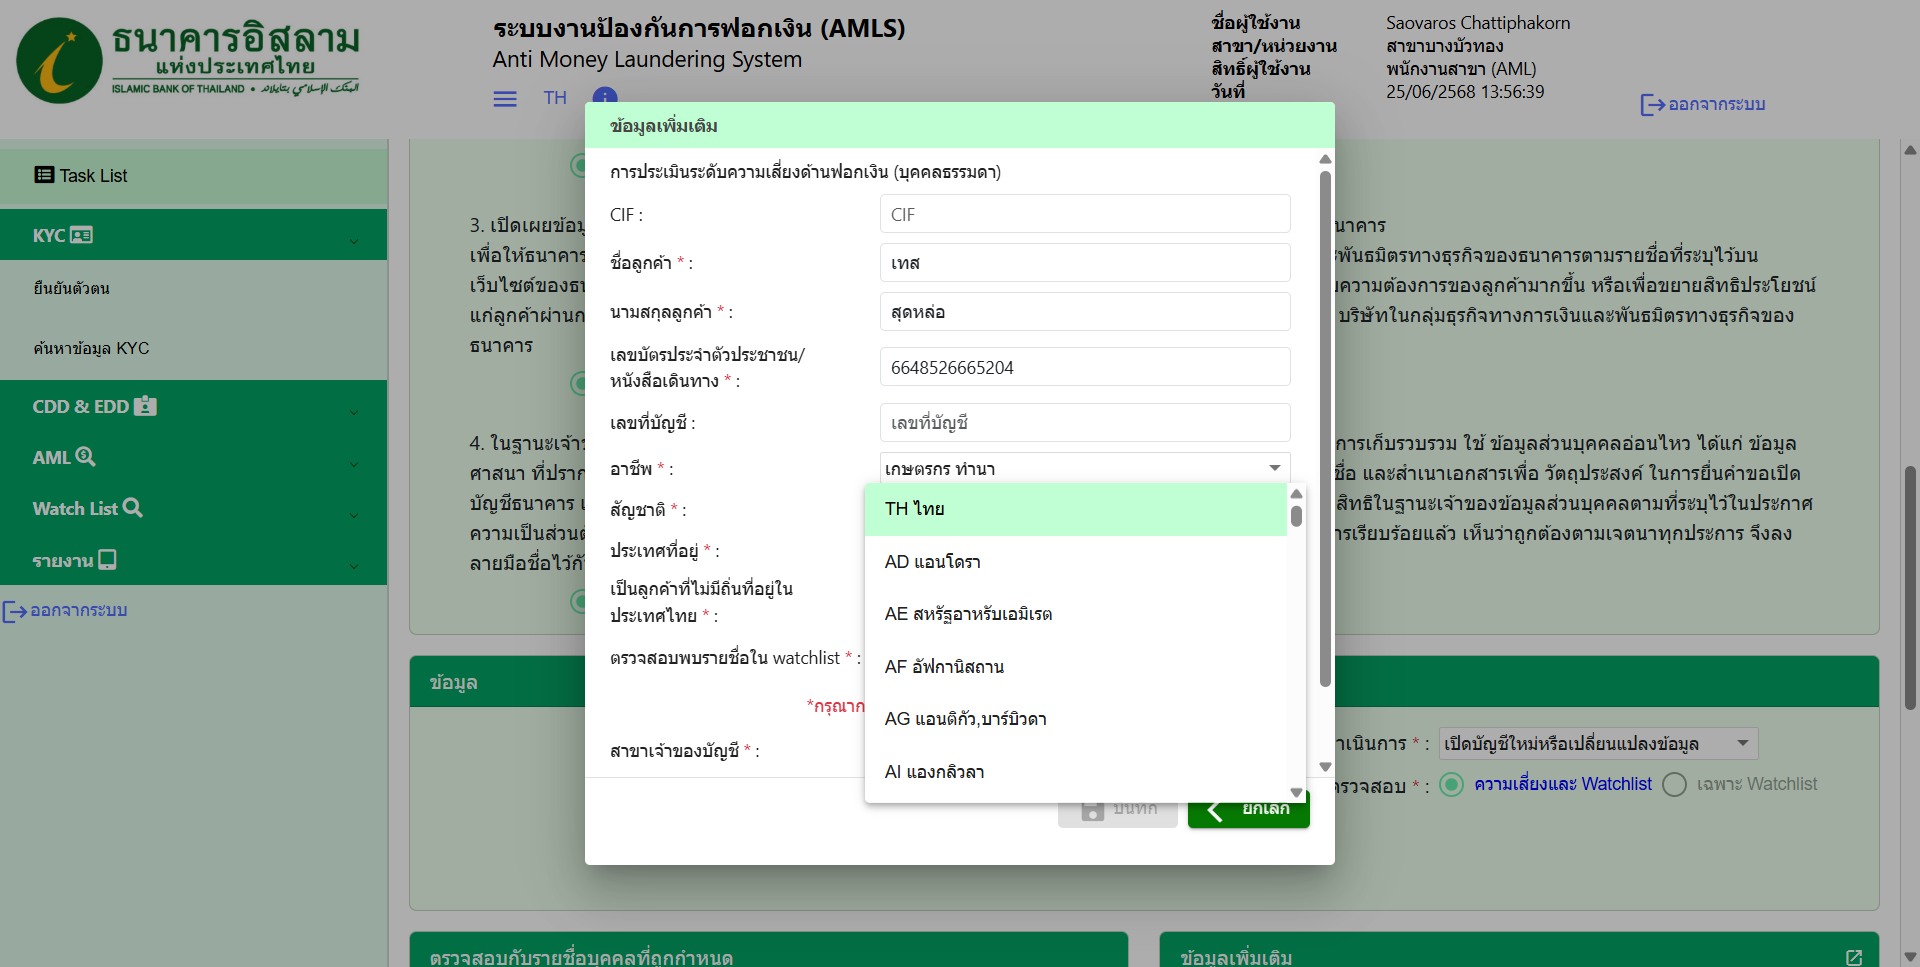 ธนาคารอิสลาม
แห่งประเทศไทย
ISLAMIC BANK OF THAILAND •
ระบบงานป้องกันการฟอกเงิน (AMLS)
Anti Money Laundering System
TH
ชื่อผู้ใช้งาน Saovaros Chattiphakorn
สาขา/หน่วยงาน สาขาบางบัวทอง
สิทธิ์ผู้ใช้งาน พนักงานสาขา (AML)
วันที่ 25/06/2568 13:56:39
ออกจากระบบ
Task List
KYC
ยืนยันตัวตน
ค้นหาข้อมูล KYC
CDD & EDD
AML
Watch List
รายงาน
ออกจากระบบ
3. เปิดเผยข้อมู
นาคาร
เพื่อให้ธนาคาร
พันธมิตรทางธุรกิจของธนาคารตามรายชื่อที่ระบุไว้บน
เว็บไซต์ของธน
ความต้องการของลูกค้ามากขึ้น หรือเพื่อขยายสิทธิประโยชน์
แก่ลูกค้าผ่านก
บริษัทในกลุ่มธุรกิจทางการเงินและพันธมิตรทางธุรกิจของ
ธนาคาร
4. ในฐานะเจ้าข
การเก็บรวบรวม ใช้ ข้อมูลส่วนบุคคลอ่อนไหว ได้แก่ ข้อมูล
ศาสนา ที่ปราก
ชื่อ และสำเนาเอกสารเพื่อ วัตถุประสงค์ ในการยื่นคำขอเปิด
บัญชีธนาคาร เ
สิทธิในฐานะเจ้าของข้อมูลส่วนบุคคลตามที่ระบุไว้ในประกาศ
ความเป็นส่วนต
รเรียบร้อยแล้ว เห็นว่าถูกต้องตามเจตนาทุกประการ จึงลง
ลายมือชื่อไว้ก
ข้อมูลเพิ่มเติม
การประเมินระดับความเสี่ยงด้านฟอกเงิน (บุคคลธรรมดา)
CIF : CIF
ชื่อลูกค้า * : เทส
นามสกุลลูกค้า * : สุดหล่อ
เลขบัตรประจำตัวประชาชน/
หนังสือเดินทาง * : 6648526665204
เลขที่บัญชี : เลขที่บัญชี
อาชีพ * : เกษตรกร ทำนา
สัญชาติ * :
ประเทศที่อยู่ * :
เป็นลูกค้าที่ไม่มีถิ่นที่อยู่ใน
ประเทศไทย * :
ตรวจสอบพบรายชื่อใน watchlist * :
*กรุณาก
สาขาเจ้าของบัญชี * :
TH ไทย
AD แอนโดรา
AE สหรัฐอาหรับเอมิเรต
AF อัฟกานิสถาน
AG แอนติกัว,บาร์บิวดา
AI แองกลิวลา
บันทึก
ยกเลิก
ข้อมูล
เนินการ * : เปิดบัญชีใหม่หรือเปลี่ยนแปลงข้อมูล
ตรวจสอบ * : ความเสี่ยงและ Watchlist เฉพาะ Watchlist
ตรวจสอบกับรายชื่อบุคคลที่ถูกกำหนด
ข้อมูลเพิ่มเติม